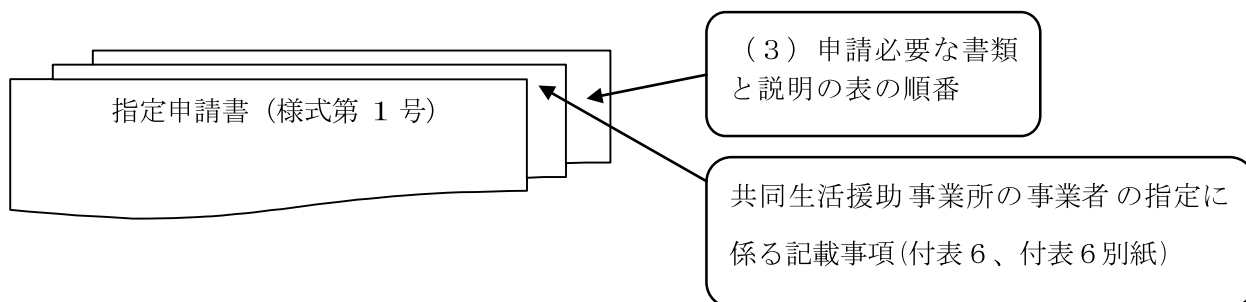 （３）申請必要な書類
と説明の表の順番
指定申請書（様式第 １ 号）
共同生活援助事業所の事業者の指定に
係る記載事項（付表６、付表６別紙）